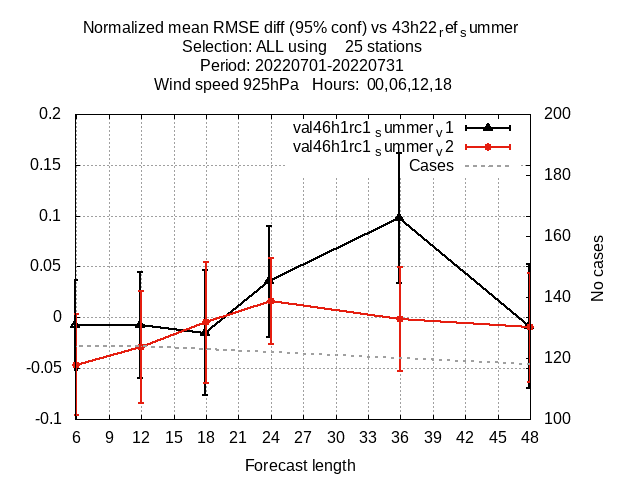 Normalized mean RMSE diff (95% conf) vs 43h22_ref_summer
Selection: ALL using    25 stations
Period: 20220701-20220731
Wind speed 925hPa   Hours:  00,06,12,18
0.2
0.15
0.1
0.05
0
-0.05
-0.1
200
180
160
140
120
100
val46h1rc1_summer_v1
val46h1rc1_summer_v2
Cases
No cases
6 9 12 15 18 21 24 27 30 33 36 39 42 45 48
Forecast length